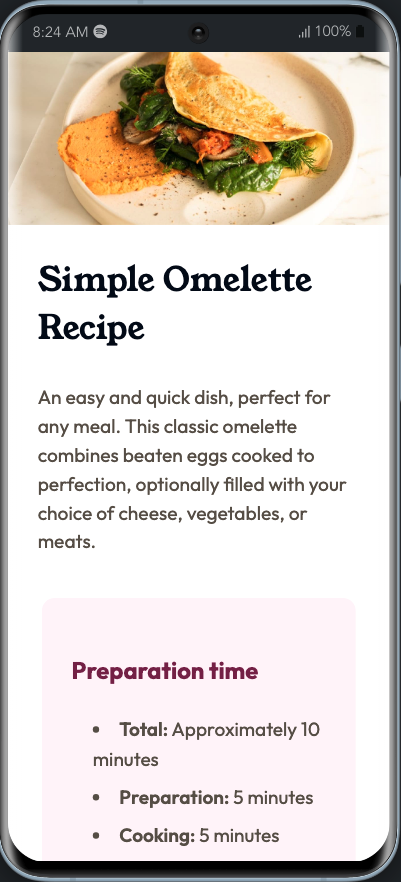 8:24 AM
100%
Simple Omelette
Recipe
An easy and quick dish, perfect for
any meal. This classic omelette
combines beaten eggs cooked to
perfection, optionally filled with your
choice of cheese, vegetables, or
meats.
Preparation time
• Total: Approximately 10
minutes
• Preparation: 5 minutes
• Cooking: 5 minutes